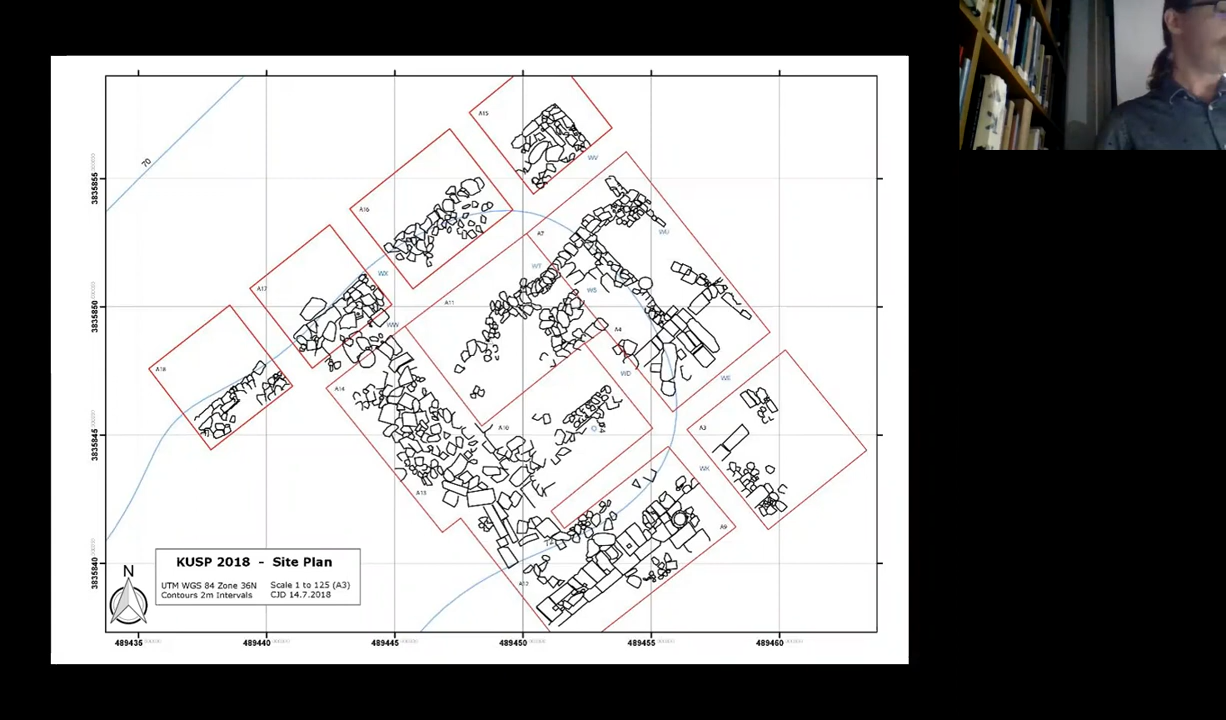 A15
WV
70
A16
A7
WU
WX
WT
A17
WS
A11
WW
A4
A18
WD
WE
A14
A10
A3
WK
A13
A9
A12
3835855
3835850
3835845
3835840
KUSP 2018 - Site Plan
UTM WGS 84 Zone 36N Scale 1 to 125 (A3)
Contours 2m Intervals CJD 14.7.2018
N
489435
489440
489445
489450
489455
489460